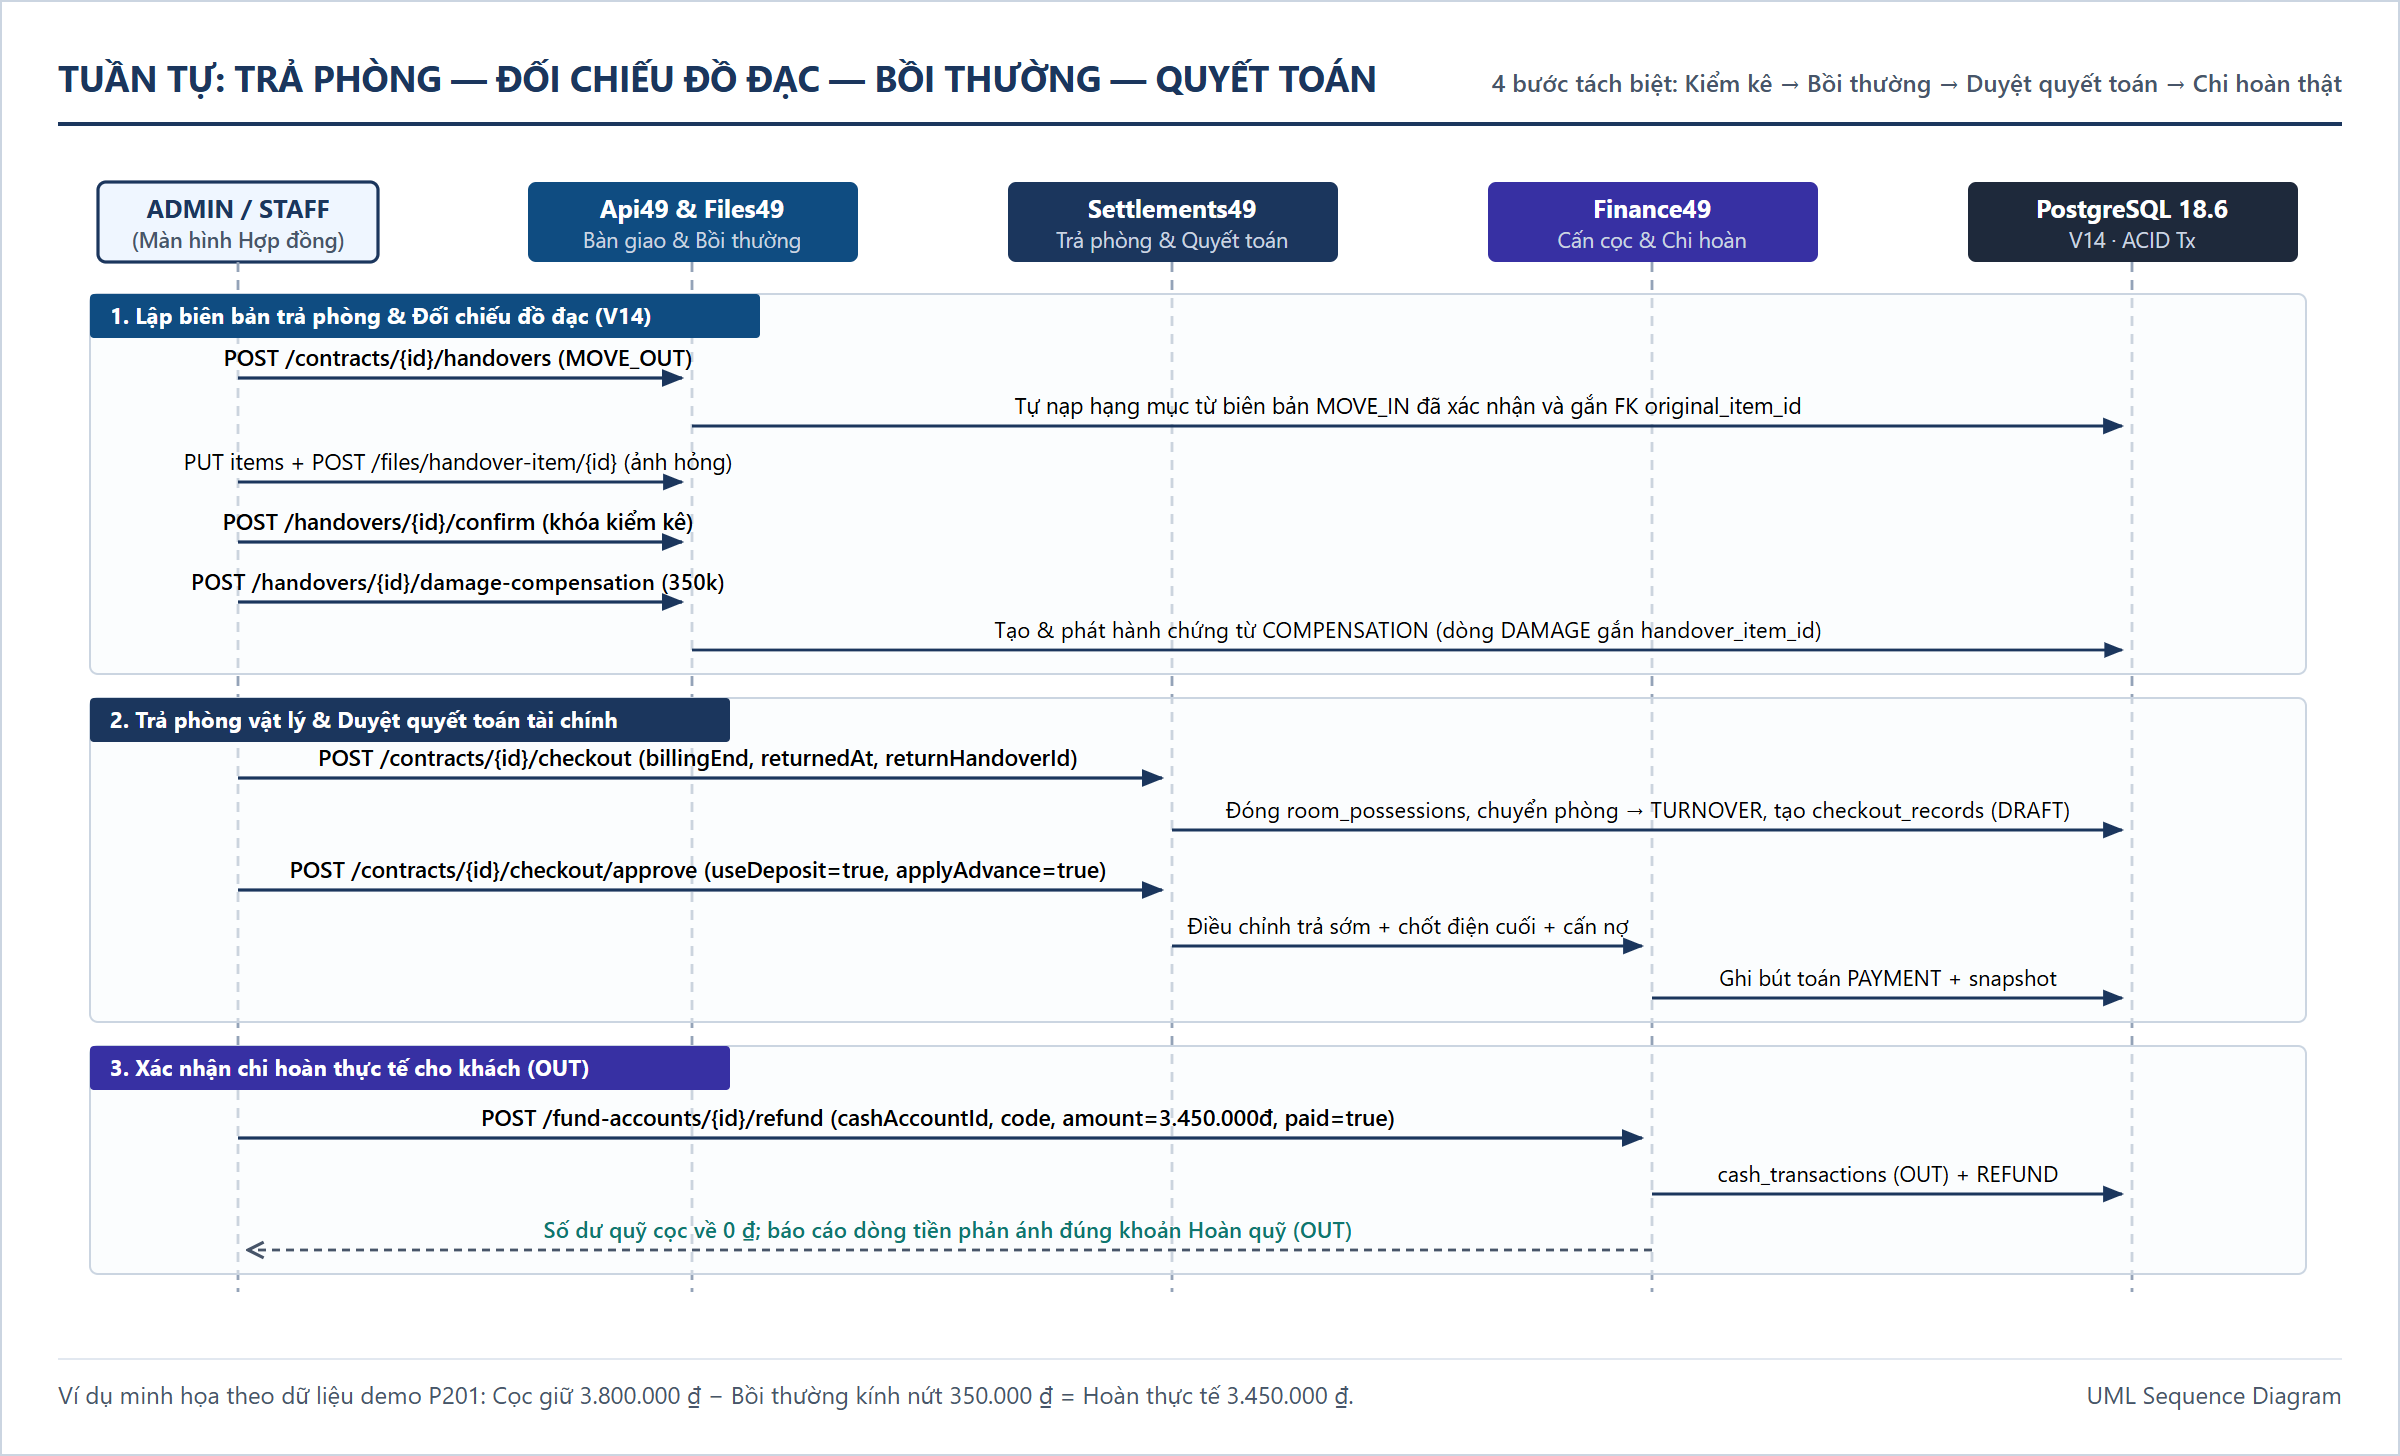 TUẦN TỰ: TRẢ PHÒNG — ĐỐI CHIẾU ĐỒ ĐẠC — BỒI THƯỜNG — QUYẾT TOÁN
4 bước tách biệt: Kiểm kê → Bồi thường → Duyệt quyết toán → Chi hoàn thật
ADMIN / STAFF
(Màn hình Hợp đồng)
Api49 & Files49
Bàn giao & Bồi thường
Settlements49
Trả phòng & Quyết toán
Finance49
Cấn cọc & Chi hoàn
PostgreSQL 18.6
V14 · ACID Tx
1. Lập biên bản trả phòng & Đối chiếu đồ đạc (V14)
POST /contracts/{id}/handovers (MOVE_OUT)
Tự nạp hạng mục từ biên bản MOVE_IN đã xác nhận và gắn FK original_item_id
PUT items + POST /files/handover-item/{id} (ảnh hỏng)
POST /handovers/{id}/confirm (khóa kiểm kê)
POST /handovers/{id}/damage-compensation (350k)
Tạo & phát hành chứng từ COMPENSATION (dòng DAMAGE gắn handover_item_id)
2. Trả phòng vật lý & Duyệt quyết toán tài chính
POST /contracts/{id}/checkout (billingEnd, returnedAt, returnHandoverId)
Đóng room_possessions, chuyển phòng → TURNOVER, tạo checkout_records (DRAFT)
POST /contracts/{id}/checkout/approve (useDeposit=true, applyAdvance=true)
Điều chỉnh trả sớm + chốt điện cuối + cấn nợ
Ghi bút toán PAYMENT + snapshot
3. Xác nhận chi hoàn thực tế cho khách (OUT)
POST /fund-accounts/{id}/refund (cashAccountId, code, amount=3.450.000đ, paid=true)
cash_transactions (OUT) + REFUND
Số dư quỹ cọc về 0 ₫; báo cáo dòng tiền phản ánh đúng khoản Hoàn quỹ (OUT)
Ví dụ minh họa theo dữ liệu demo P201: Cọc giữ 3.800.000 ₫ − Bồi thường kính nứt 350.000 ₫ = Hoàn thực tế 3.450.000 ₫.
UML Sequence Diagram